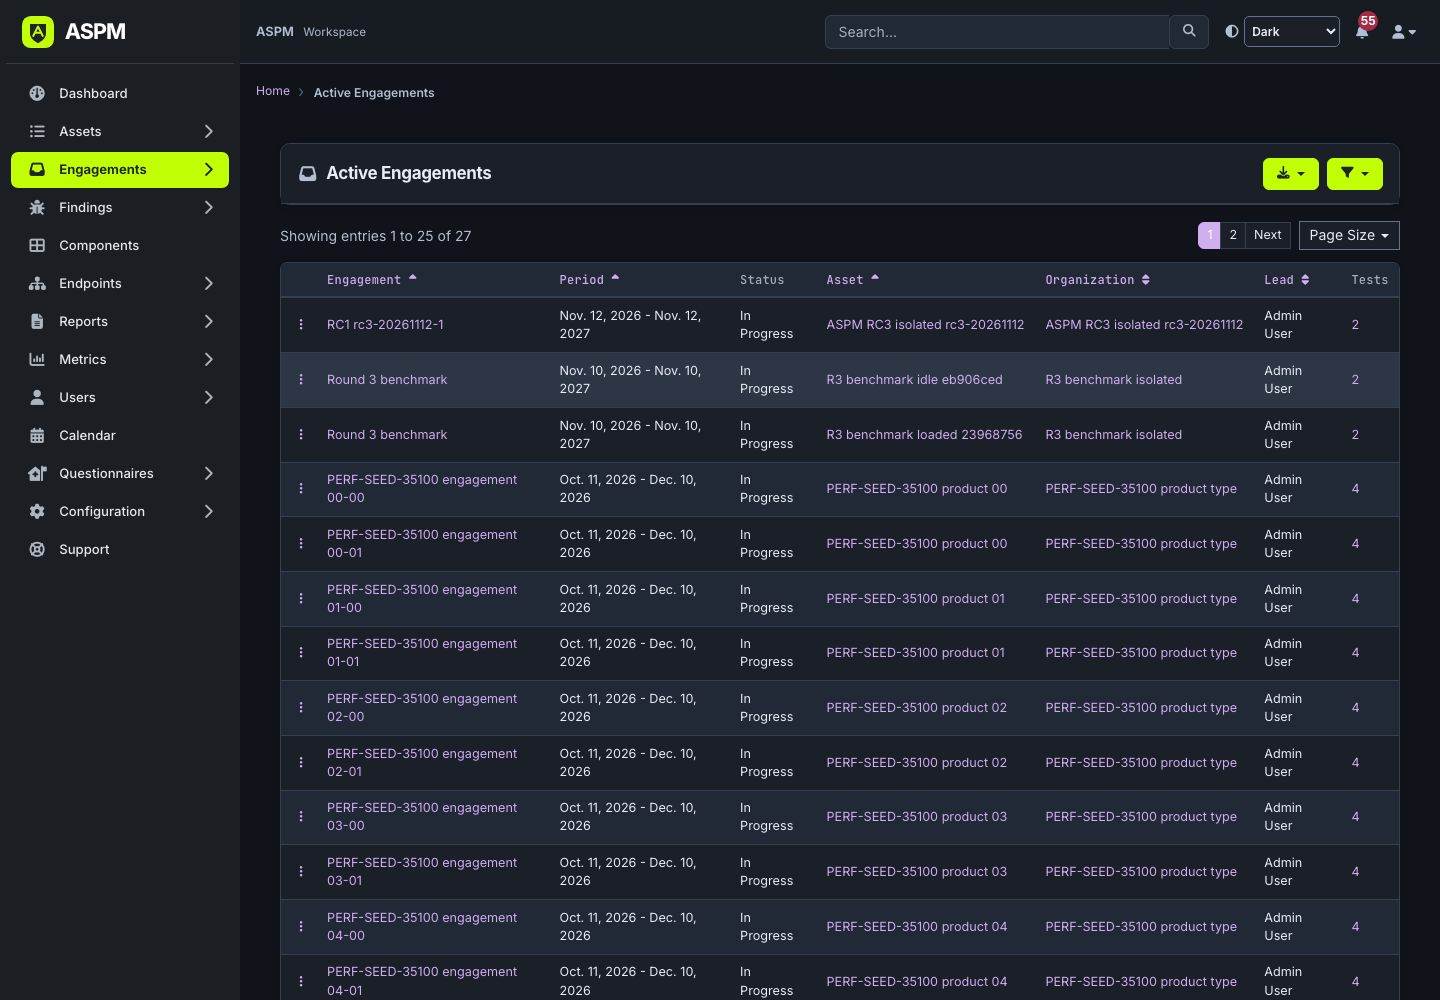 ASPM
ASPM Workspace
Search...
Dark
55
Dashboard
Assets
Engagements
Findings
Components
Endpoints
Reports
Metrics
Users
Calendar
Questionnaires
Configuration
Support
Home
Active Engagements
Active Engagements
Showing entries 1 to 25 of 27
1 2 Next
Page Size
Engagement Period Status Asset Organization Lead Tests
RC1 rc3-20261112-1 Nov. 12, 2026 - Nov. 12, 2027 In Progress ASPM RC3 isolated rc3-20261112 ASPM RC3 isolated rc3-20261112 Admin User 2
Round 3 benchmark Nov. 10, 2026 - Nov. 10, 2027 In Progress R3 benchmark idle eb906ced R3 benchmark isolated Admin User 2
Round 3 benchmark Nov. 10, 2026 - Nov. 10, 2027 In Progress R3 benchmark loaded 23968756 R3 benchmark isolated Admin User 2
PERF-SEED-35100 engagement 00-00 Oct. 11, 2026 - Dec. 10, 2026 In Progress PERF-SEED-35100 product 00 PERF-SEED-35100 product type Admin User 4
PERF-SEED-35100 engagement 00-01 Oct. 11, 2026 - Dec. 10, 2026 In Progress PERF-SEED-35100 product 00 PERF-SEED-35100 product type Admin User 4
PERF-SEED-35100 engagement 01-00 Oct. 11, 2026 - Dec. 10, 2026 In Progress PERF-SEED-35100 product 01 PERF-SEED-35100 product type Admin User 4
PERF-SEED-35100 engagement 01-01 Oct. 11, 2026 - Dec. 10, 2026 In Progress PERF-SEED-35100 product 01 PERF-SEED-35100 product type Admin User 4
PERF-SEED-35100 engagement 02-00 Oct. 11, 2026 - Dec. 10, 2026 In Progress PERF-SEED-35100 product 02 PERF-SEED-35100 product type Admin User 4
PERF-SEED-35100 engagement 02-01 Oct. 11, 2026 - Dec. 10, 2026 In Progress PERF-SEED-35100 product 02 PERF-SEED-35100 product type Admin User 4
PERF-SEED-35100 engagement 03-00 Oct. 11, 2026 - Dec. 10, 2026 In Progress PERF-SEED-35100 product 03 PERF-SEED-35100 product type Admin User 4
PERF-SEED-35100 engagement 03-01 Oct. 11, 2026 - Dec. 10, 2026 In Progress PERF-SEED-35100 product 03 PERF-SEED-35100 product type Admin User 4
PERF-SEED-35100 engagement 04-00 Oct. 11, 2026 - Dec. 10, 2026 In Progress PERF-SEED-35100 product 04 PERF-SEED-35100 product type Admin User 4
PERF-SEED-35100 engagement 04-01 Oct. 11, 2026 - Dec. 10, 2026 In Progress PERF-SEED-35100 product 04 PERF-SEED-35100 product type Admin User 4